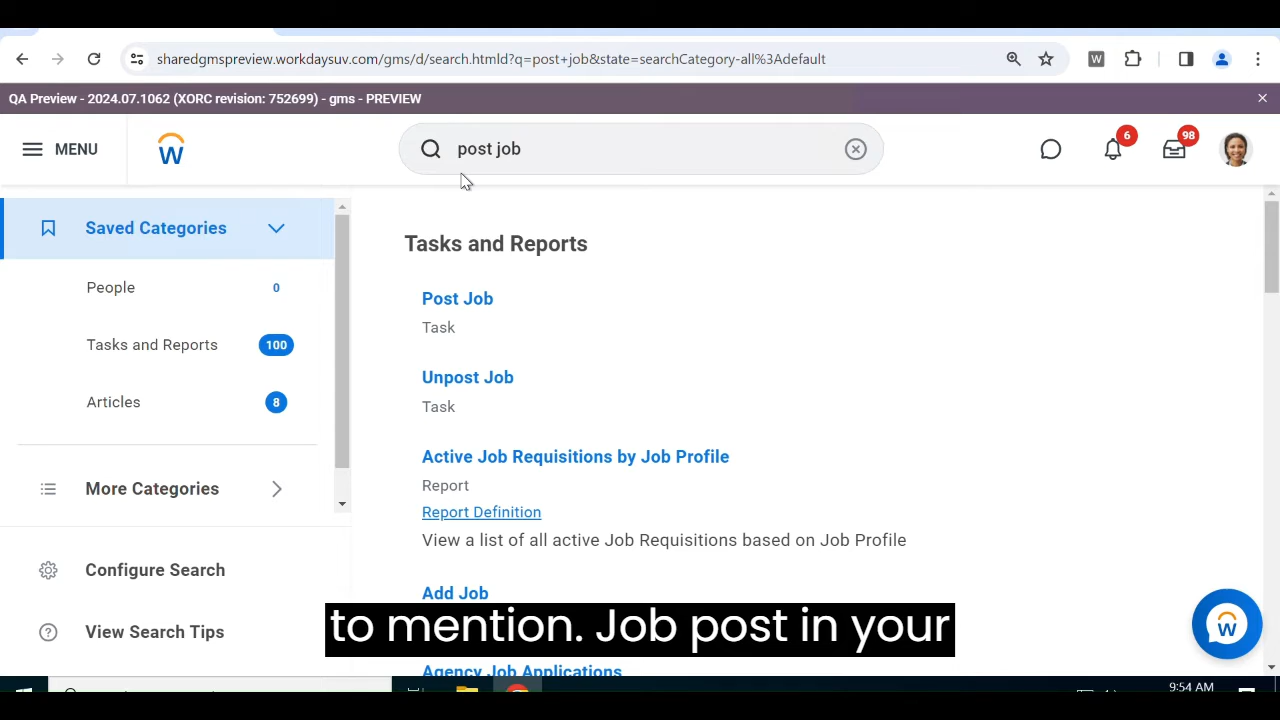 sharedgmspreview.workdaysuv.com/gms/d/search.htmld?q=post+job&state=searchCategory-all%3Adefault
W
QA Preview - 2024.07.1062 (XORC revision: 752699) - gms - PREVIEW
MENU
W
post job
6
98
Saved Categories
People
0
Tasks and Reports
100
Articles
8
More Categories
Configure Search
View Search Tips
Tasks and Reports
Post Job
Task
Unpost Job
Task
Active Job Requisitions by Job Profile
Report
Report Definition
View a list of all active Job Requisitions based on Job Profile
Add Job
to mention. Job post in your
Agency Job Applications
W
9:54 AM